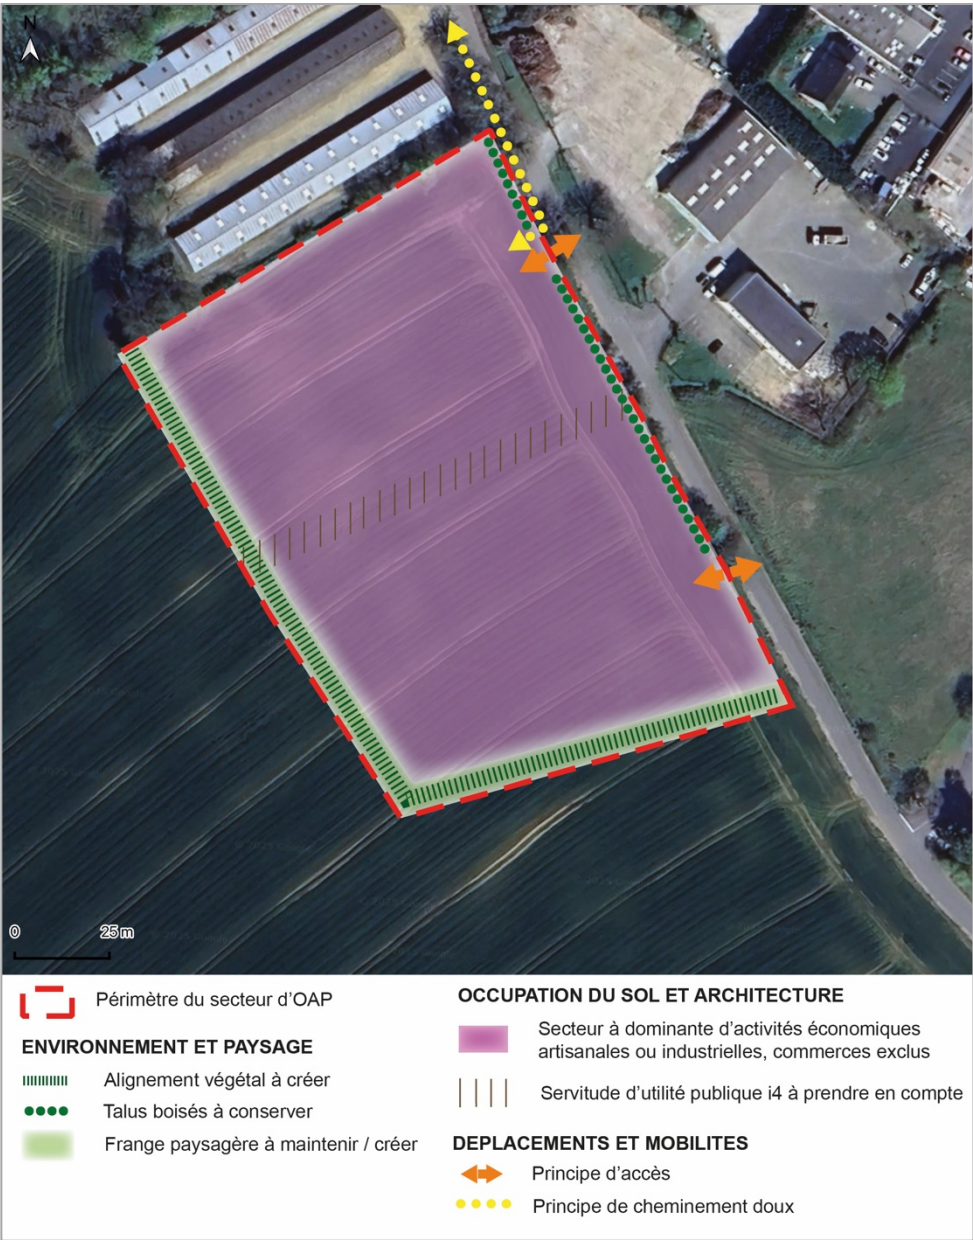 N
0 25 m
Périmètre du secteur d’OAP
ENVIRONNEMENT ET PAYSAGE
Alignement végétal à créer
Talus boisés à conserver
Frange paysagère à maintenir / créer
OCCUPATION DU SOL ET ARCHITECTURE
Secteur à dominante d’activités économiques
artisanales ou industrielles, commerces exclus
Servitude d’utilité publique i4 à prendre en compte
DEPLACEMENTS ET MOBILITES
Principe d’accès
Principe de cheminement doux